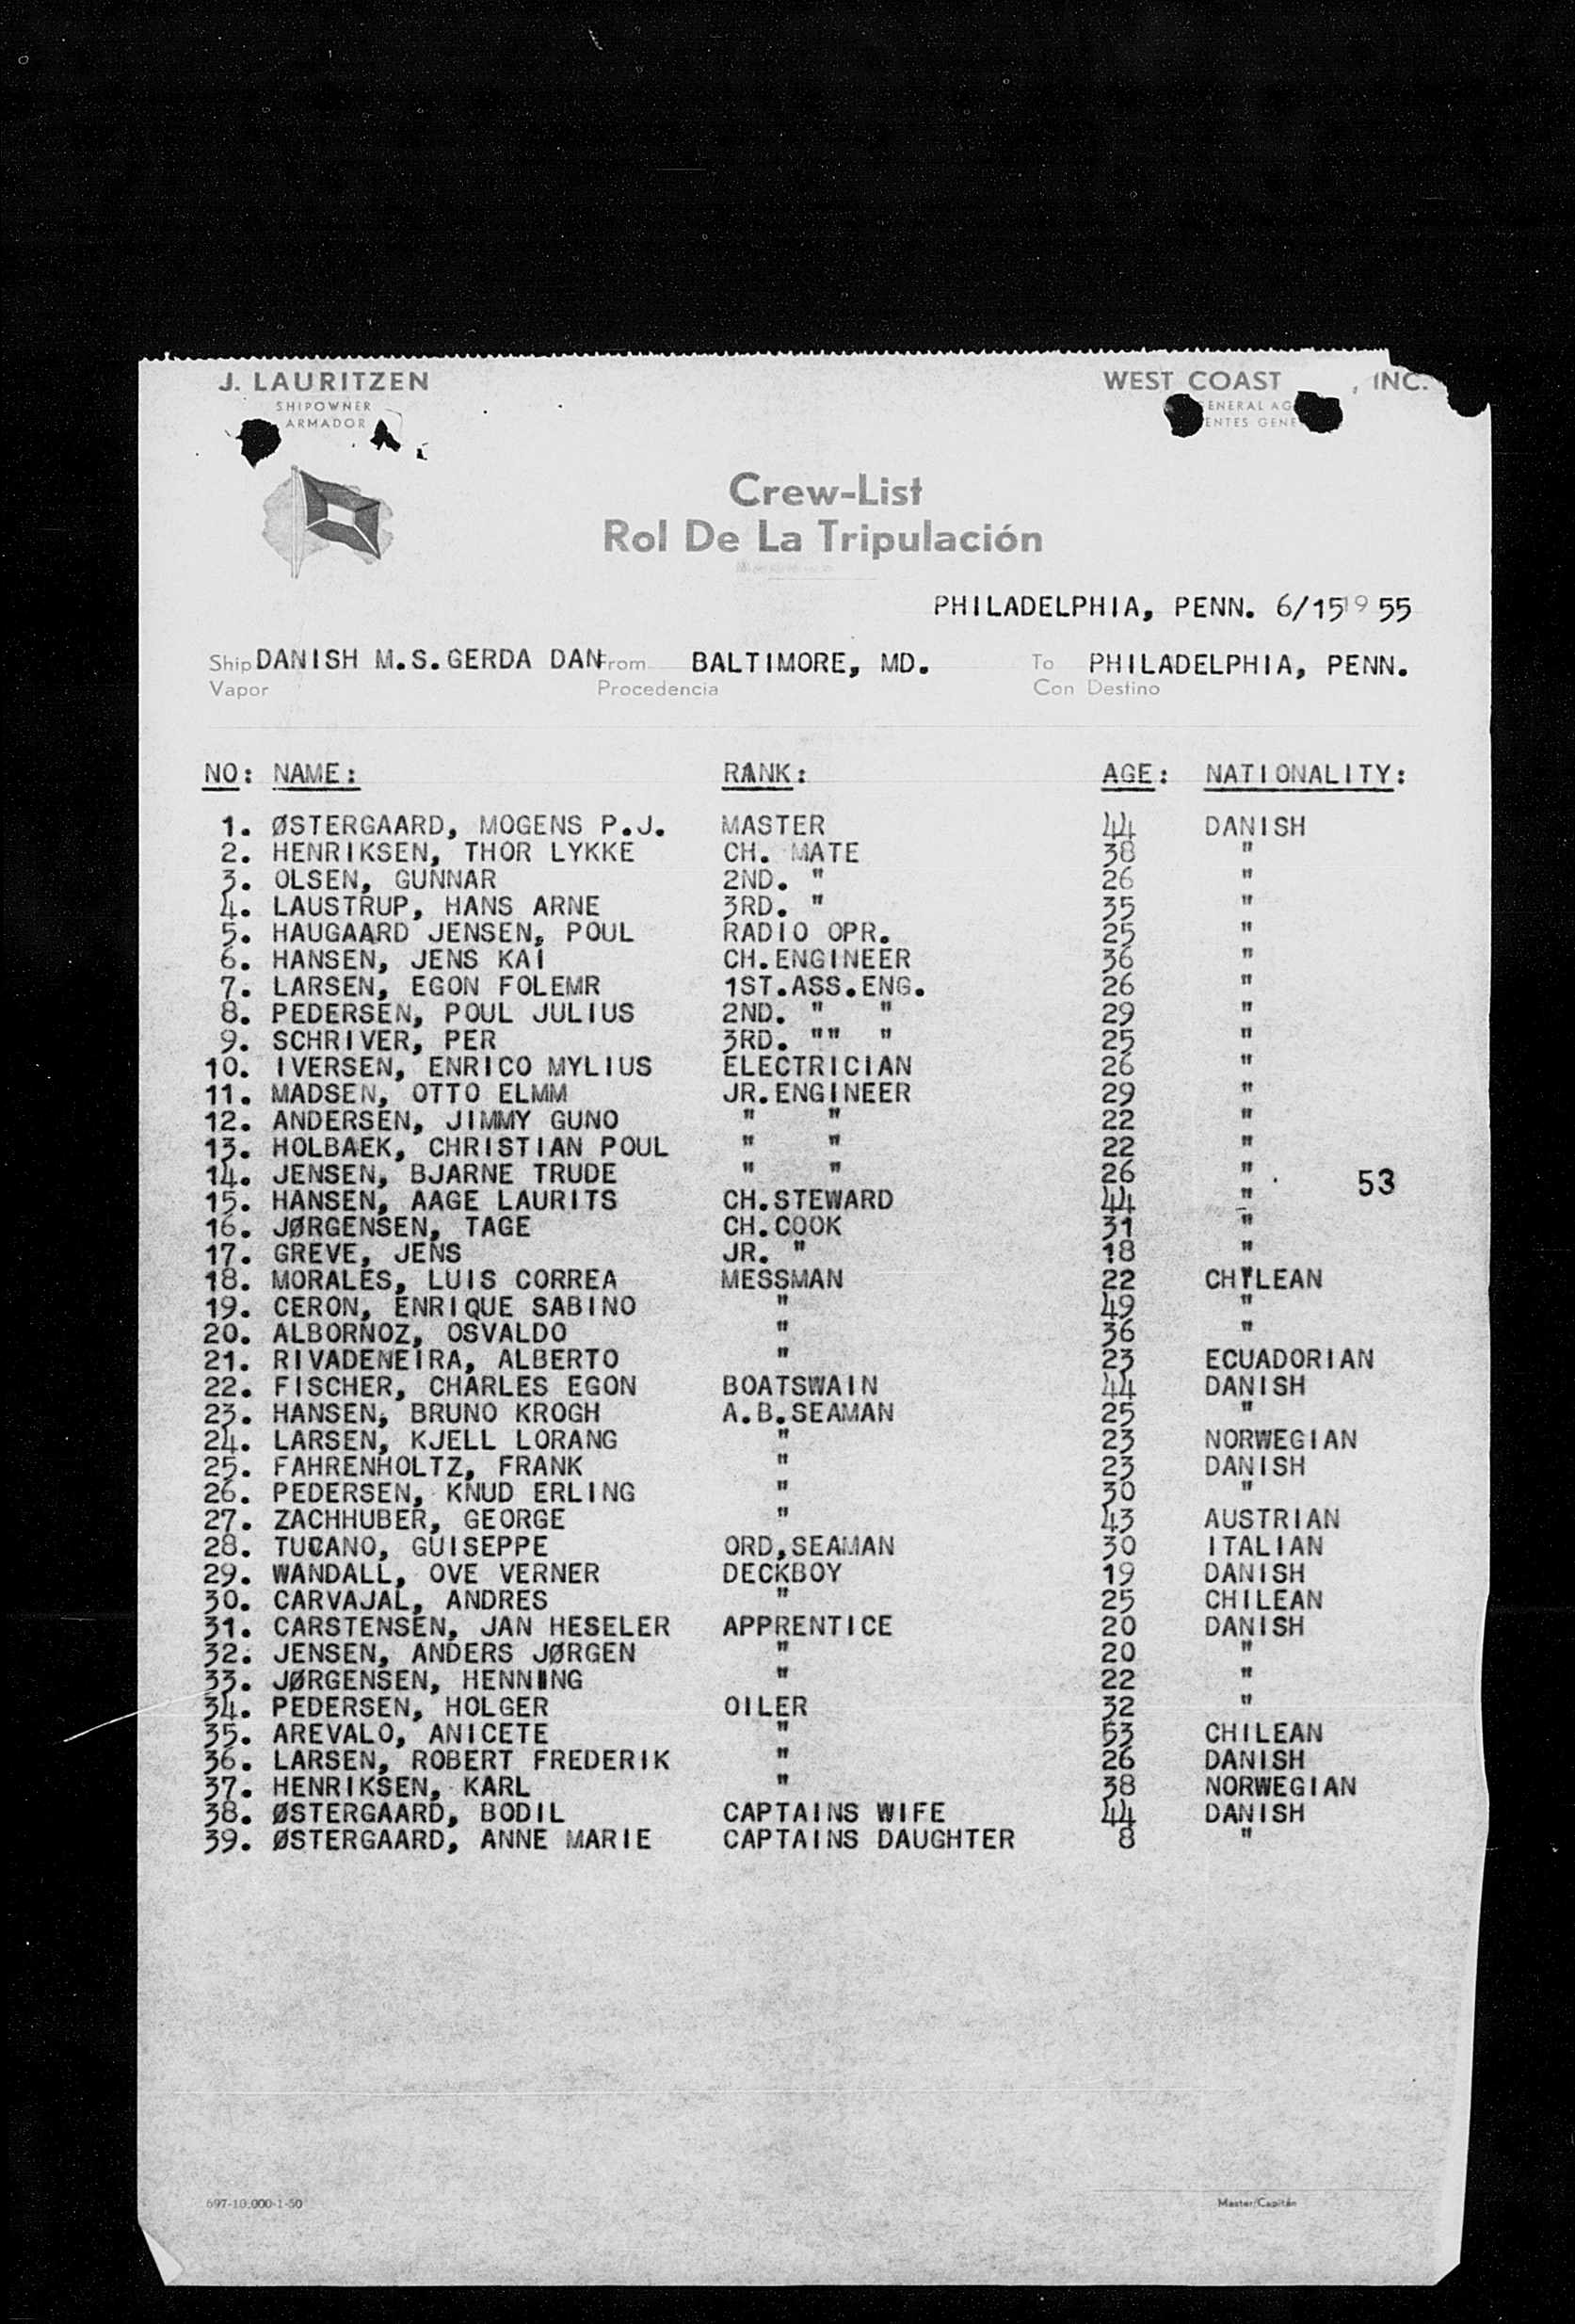 J. LAURITZEN
SHIPOWNER
ARMADOR
WEST COAST , INC.
ENERAL AG
ENTES GENE
Crew-List
Rol De La Tripulación
PHILADELPHIA, PENN. 6/15 19 55
Ship DANISH M.S. GERDA DAN From BALTIMORE, MD. To PHILADELPHIA, PENN.
Vapor Procedencia Con Destino
NO: NAME: RANK: AGE: NATIONALITY:
1. ØSTERGAARD, MOGENS P.J. MASTER 44 DANISH
2. HENRIKSEN, THOR LYKKE CH. MATE 38 "
3. OLSEN, GUNNAR 2ND. " 26 "
4. LAUSTRUP, HANS ARNE 3RD. " 35 "
5. HAUGAARD JENSEN, POUL RADIO OPR. 25 "
6. HANSEN, JENS KAI CH.ENGINEER 36 "
7. LARSEN, EGON FOLEMR 1ST.ASS.ENG. 26 "
8. PEDERSEN, POUL JULIUS 2ND. " " 29 "
9. SCHRIVER, PER 3RD. "" " 25 "
10. IVERSEN, ENRICO MYLIUS ELECTRICIAN 26 "
11. MADSEN, OTTO ELMM JR.ENGINEER 29 "
12. ANDERSEN, JIMMY GUNO " " 22 "
13. HOLBAEK, CHRISTIAN POUL " " 22 "
14. JENSEN, BJARNE TRUDE " " 26 " 53
15. HANSEN, AAGE LAURITS CH.STEWARD 44 "
16. JØRGENSEN, TAGE CH.COOK 31 "
17. GREVE, JENS JR. " 18 "
18. MORALES, LUIS CORREA MESSMAN 22 CHILEAN
19. CERON, ENRIQUE SABINO " 49 "
20. ALBORNOZ, OSVALDO " 36 "
21. RIVADENEIRA, ALBERTO " 23 ECUADORIAN
22. FISCHER, CHARLES EGON BOATSWAIN 44 DANISH
23. HANSEN, BRUNO KROGH A.B.SEAMAN 25 "
24. LARSEN, KJELL LORANG " 23 NORWEGIAN
25. FAHRENHOLTZ, FRANK " 23 DANISH
26. PEDERSEN, KNUD ERLING " 30 "
27. ZACHHUBER, GEORGE " 43 AUSTRIAN
28. TUCANO, GUISEPPE ORD,SEAMAN 30 ITALIAN
29. WANDALL, OVE VERNER DECKBOY 19 DANISH
30. CARVAJAL, ANDRES " 25 CHILEAN
31. CARSTENSEN, JAN HESELER APPRENTICE 20 DANISH
32. JENSEN, ANDERS JØRGEN " 20 "
33. JØRGENSEN, HENNING " 22 "
34. PEDERSEN, HOLGER OILER 32 "
35. AREVALO, ANICETE " 53 CHILEAN
36. LARSEN, ROBERT FREDERIK " 26 DANISH
37. HENRIKSEN, KARL " 38 NORWEGIAN
38. ØSTERGAARD, BODIL CAPTAINS WIFE 44 DANISH
39. ØSTERGAARD, ANNE MARIE CAPTAINS DAUGHTER 8 "
697-10.000-1-50 Master/Capitán